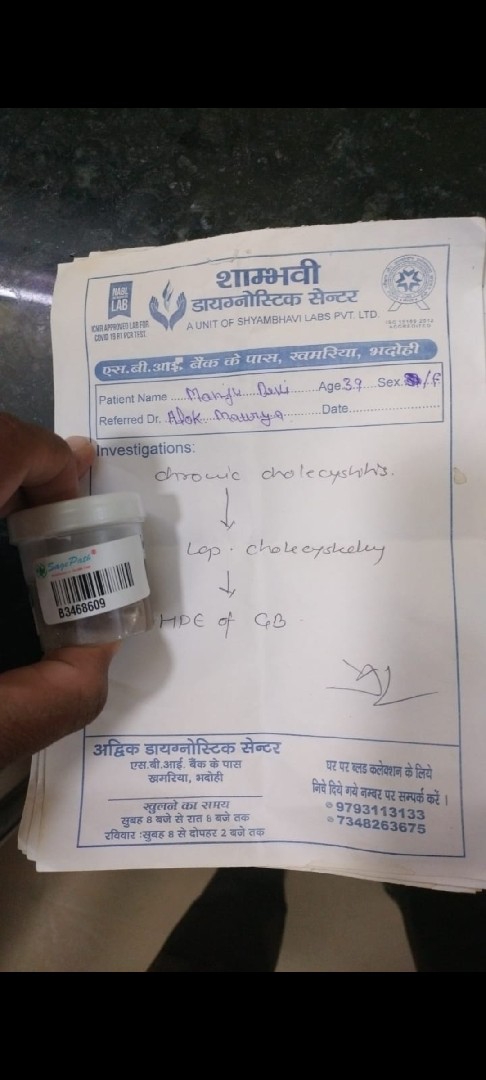 शाम्भवी
डायग्नोस्टिक सेन्टर
A UNIT OF SHYAMBHAVI LABS PVT. LTD.
NABL
LAB
ICMR APPROVED LAB FOR
COVID 19 RT PCR TEST.
ACCREDITED
एस.बी.आई. बैंक के पास, खमरिया, भदोही
Patient Name Manju Devi Age 39 Sex /F
Referred Dr. Alok Maurya Date
Investigations:
chronic cholecystitis.
Lap. 
HDE of GB
B3468609
अद्विक डायग्नोस्टिक सेन्टर
एस.बी.आई. बैंक के पास
खमरिया, भदोही
खुलने का समय
सुबह 8 बजे से रात 8 बजे तक
रविवार :सुबह 8 से दोपहर 2 बजे तक
घर पर ब्लड कलेक्शन के लिये
निचे दिये गये नम्बर पर सम्पर्क करें ।
9793113133
7348263675